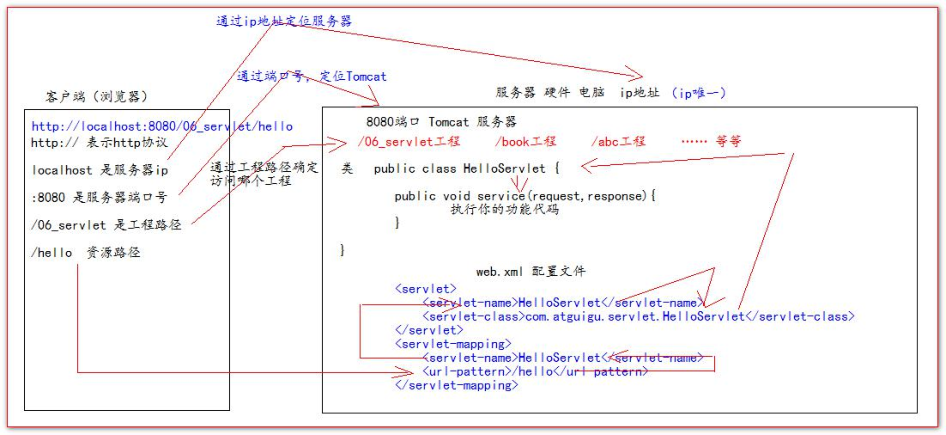 通过ip地址定位服务器
通过端口号，定位Tomcat
客户端（浏览器）
服务器 硬件 电脑 ip地址 （ip唯一）
http://localhost:8080/06_servlet/hello
http:// 表示http协议
localhost 是服务器ip
:8080 是服务器端口号
/06_servlet 是工程路径
/hello 资源路径
通过工程路径确定
访问哪个工程
8080端口 Tomcat 服务器
/06_servlet工程 /book工程 /abc工程 …… 等等
类 public class HelloServlet {
public void service(request,response){
执行你的功能代码
}
}
web.xml 配置文件
<servlet>
<servlet-name>HelloServlet</servlet-name>
<servlet-class>com.atguigu.servlet.HelloServlet</servlet-class>
</servlet>
<servlet-mapping>
<servlet-name>HelloServlet</servlet-name>
<url-pattern>/hello</url-pattern>
</servlet-mapping>